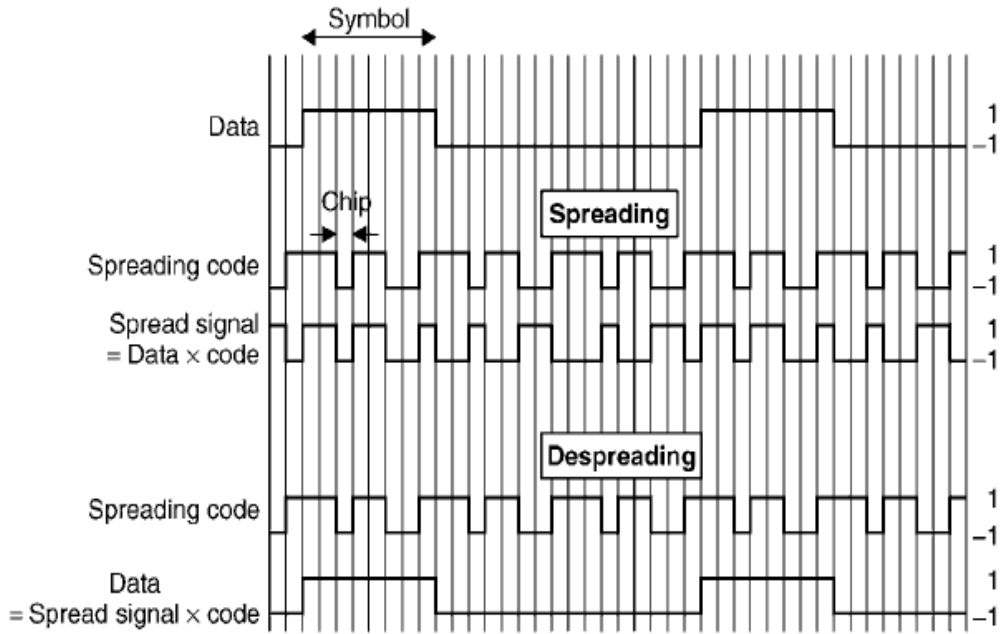 Symbol
Data
1
–1
Chip
Spreading
Spreading code
1
–1
Spread signal
= Data × code
1
–1
Despreading
Spreading code
1
–1
Data
= Spread signal × code
1
–1